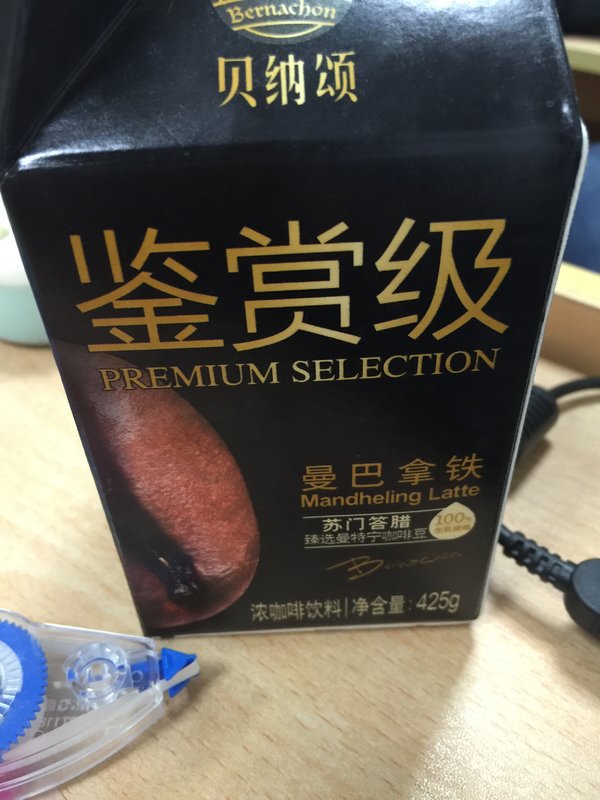 Bernachon
贝纳颂
鉴赏级
PREMIUM SELECTION
曼巴拿铁
Mandheling Latte
苏门答腊
臻选曼特宁咖啡豆
100%
Bernachon
浓咖啡饮料|净含量:425g